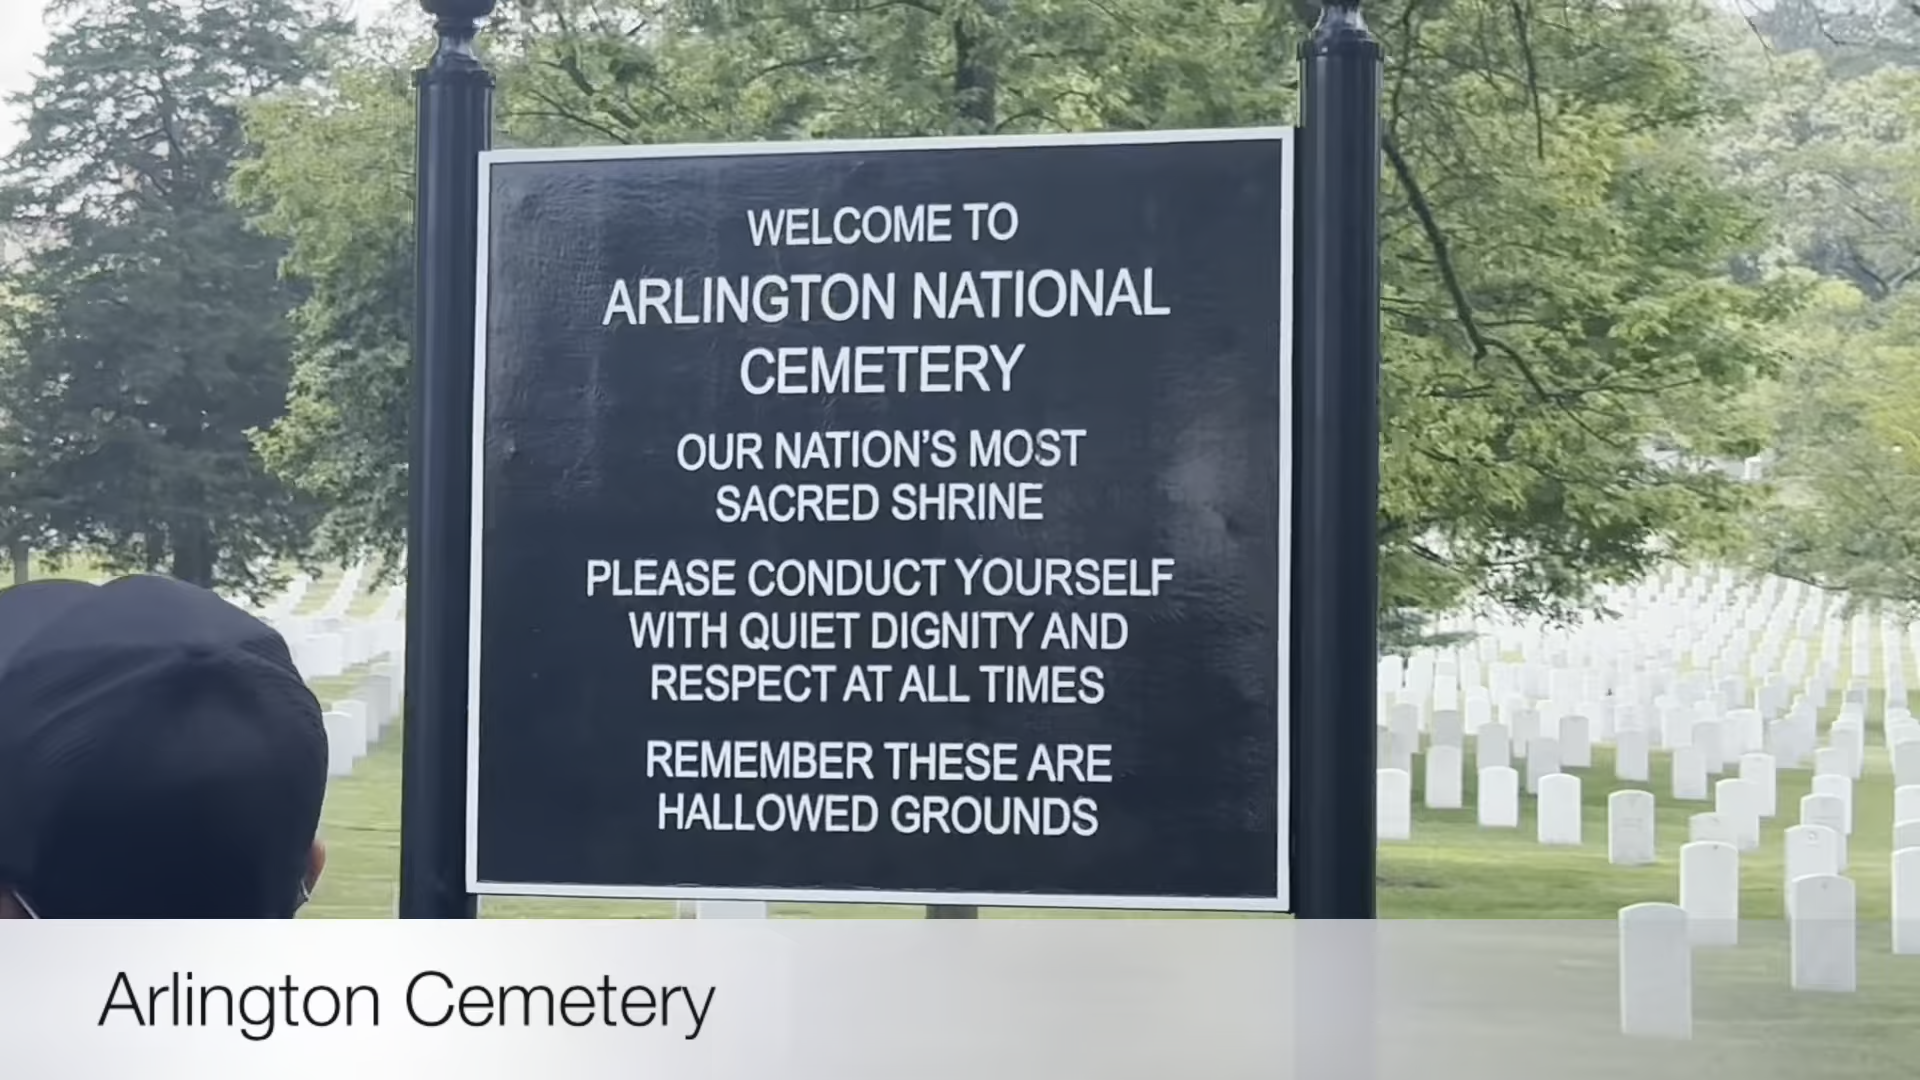 WELCOME TO
ARLINGTON NATIONAL
CEMETERY
OUR NATION'S MOST
SACRED SHRINE
PLEASE CONDUCT YOURSELF
WITH QUIET DIGNITY AND
RESPECT AT ALL TIMES
REMEMBER THESE ARE
HALLOWED GROUNDS
Arlington Cemetery